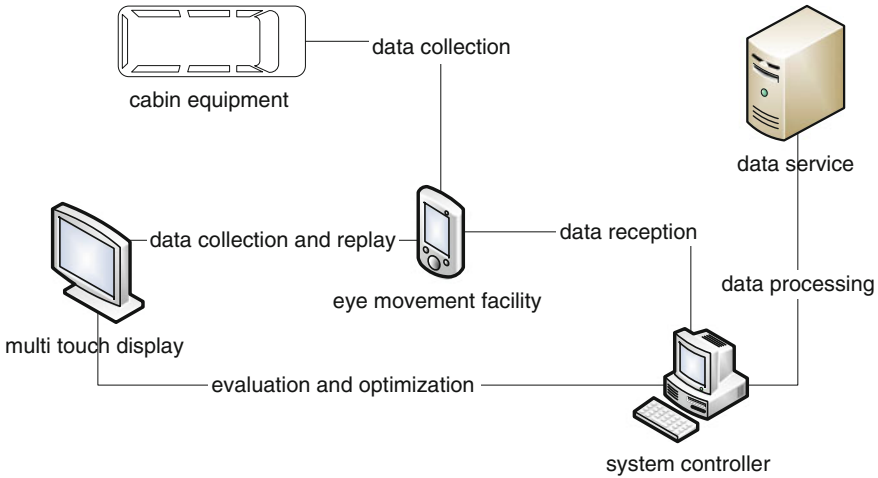 data collection
cabin equipment
data service
data collection and replay
data reception
eye movement facility
data processing
multi touch display
evaluation and optimization
system controller